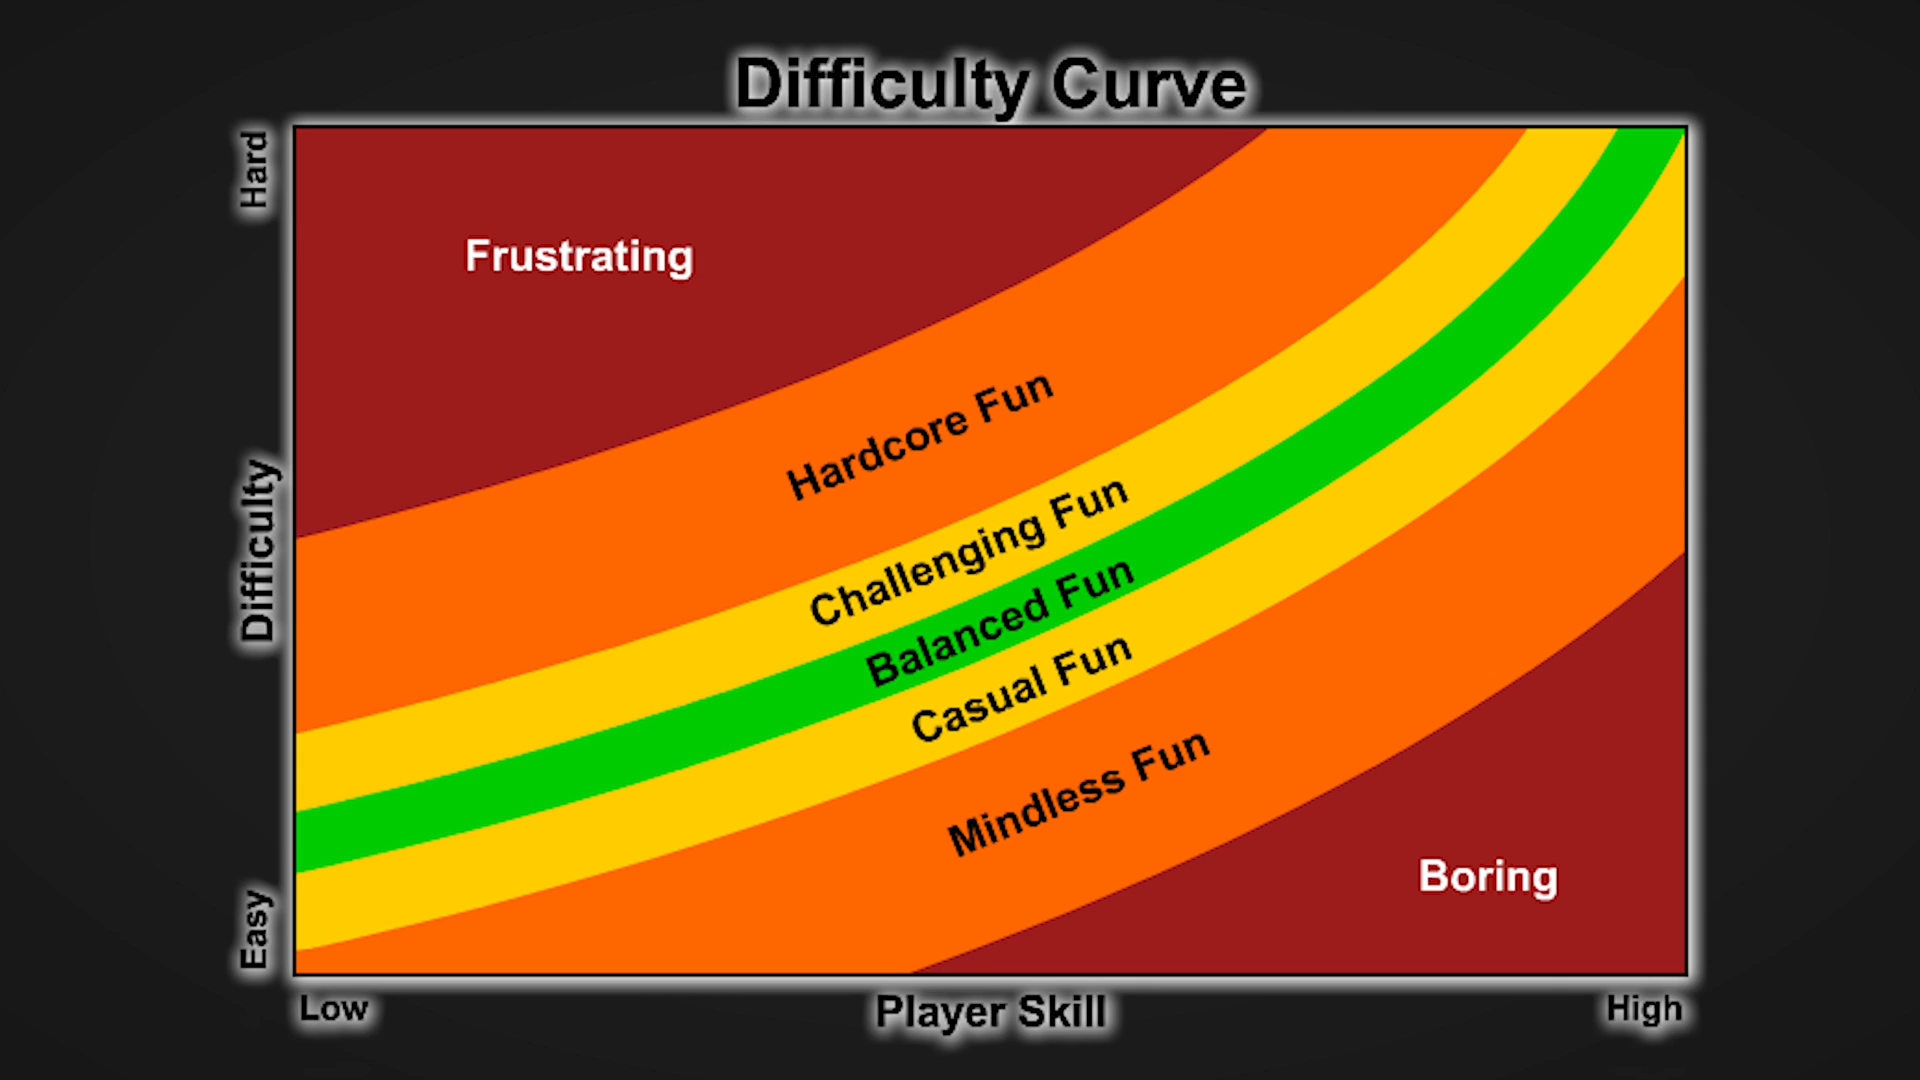 Difficulty Curve
Hard
Frustrating
Hardcore Fun
Challenging Fun
Difficulty
Balanced Fun
Casual Fun
Mindless Fun
Boring
Easy
Low
Player Skill
High